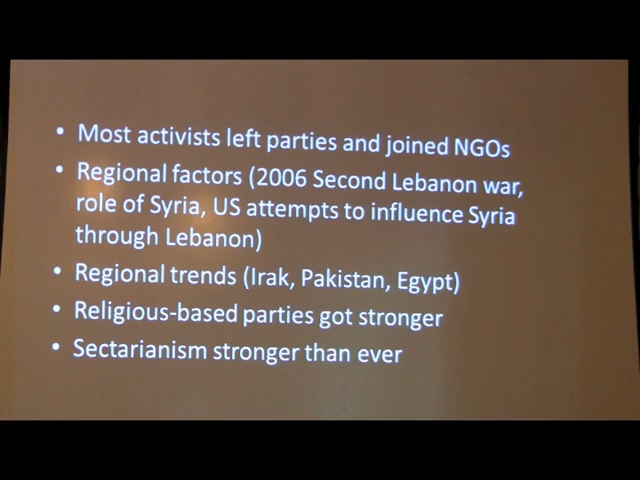 • Most activists left parties and joined NGOs
• Regional factors (2006 Second Lebanon war,
role of Syria, US attempts to influence Syria
through Lebanon)
• Regional trends (Irak, Pakistan, Egypt)
• Religious-based parties got stronger
• Sectarianism stronger than ever